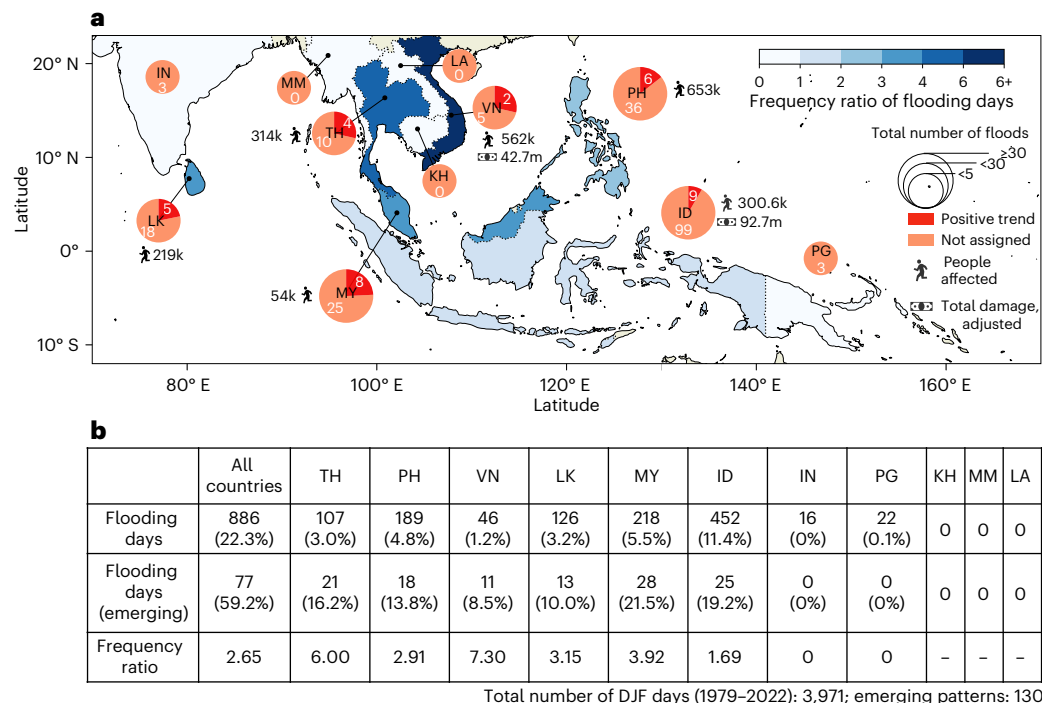 a
20° N
10° N
0°
10° S
Latitude
80° E
100° E
120° E
140° E
160° E
Latitude
IN
3
MM
0
LA
0
VN
2
5
562k
42.7m
TH
4
10
314k
KH
0
PH
6
36
653k
LK
5
18
219k
MY
8
25
54k
ID
9
99
300.6k
92.7m
PG
3
0 1 2 3 4 6 6+
Frequency ratio of flooding days
Total number of floods
≥30
<30
<5
Positive trend
Not assigned
People
affected
Total damage,
adjusted
b
All
countries
TH
PH
VN
LK
MY
ID
IN
PG
KH
MM
LA
Flooding
days
886
(22.3%)
107
(3.0%)
189
(4.8%)
46
(1.2%)
126
(3.2%)
218
(5.5%)
452
(11.4%)
16
(0%)
22
(0.1%)
0
0
0
Flooding
days
(emerging)
77
(59.2%)
21
(16.2%)
18
(13.8%)
11
(8.5%)
13
(10.0%)
28
(21.5%)
25
(19.2%)
0
(0%)
0
(0%)
0
0
0
Frequency
ratio
2.65
6.00
2.91
7.30
3.15
3.92
1.69
0
0
–
–
–
Total number of DJF days (1979–2022): 3,971; emerging patterns: 130